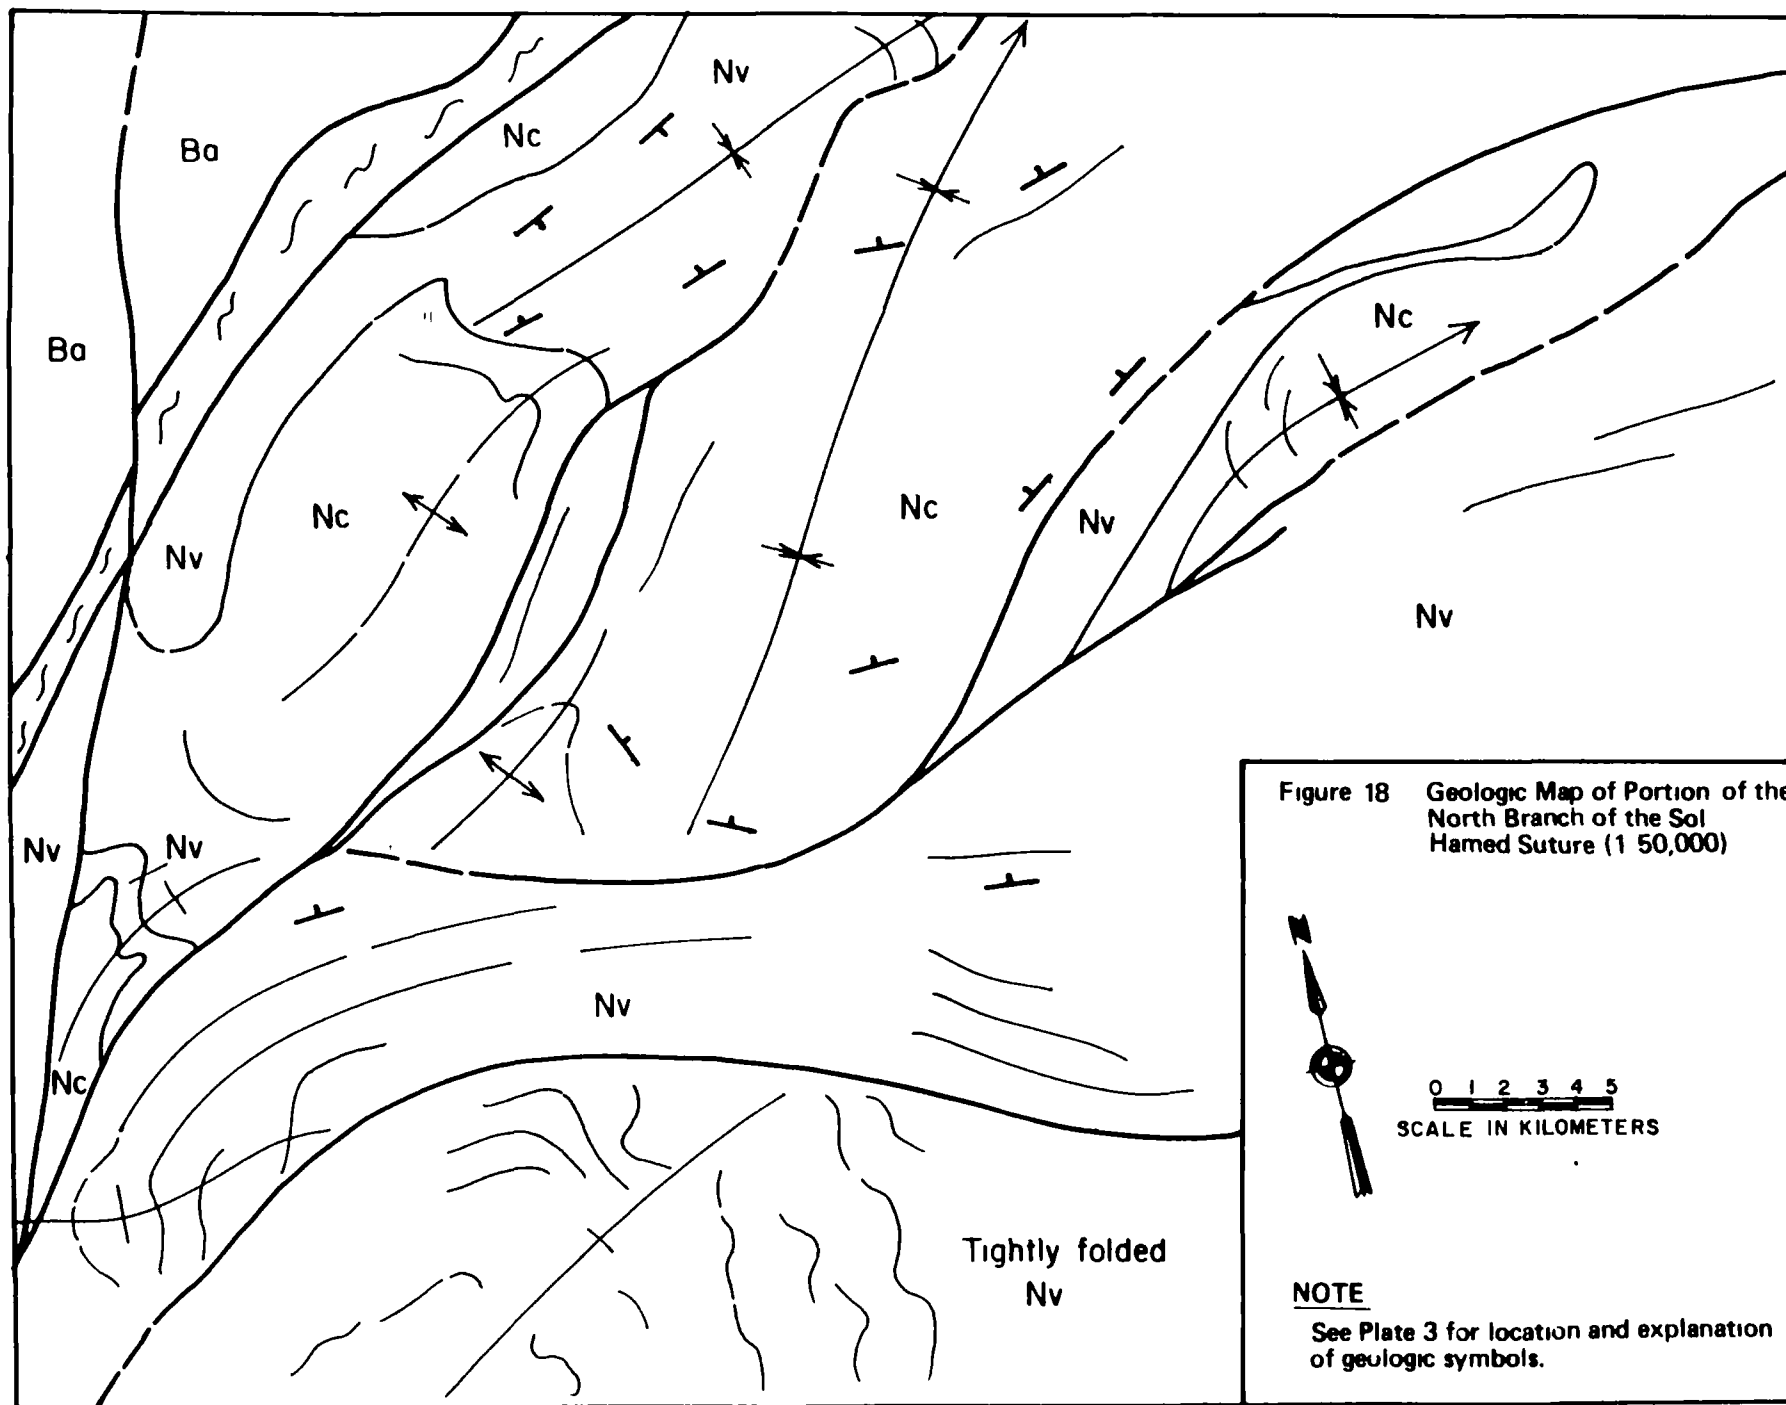 Nv
Nc
Ba
Ba
Nc
Nc
Nc
Nv
Nv
Nv
Nv
Nv
Nc
Nv
Tightly folded
Nv
Figure 18 Geologic Map of Portion of the
North Branch of the Sol
Hamed Suture (1 50,000)
N
0 1 2 3 4 5
SCALE IN KILOMETERS
NOTE
See Plate 3 for location and explanation
of geologic symbols.